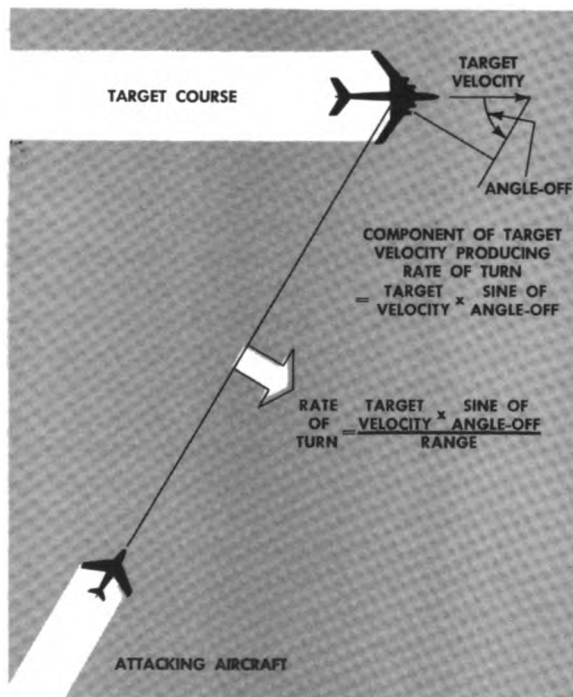 TARGET COURSE
TARGET
VELOCITY
ANGLE-OFF
COMPONENT OF TARGET
VELOCITY PRODUCING
RATE OF TURN
= TARGET VELOCITY x SINE OF ANGLE-OFF
RATE OF TURN = TARGET VELOCITY x SINE OF ANGLE-OFF
RANGE
ATTACKING AIRCRAFT